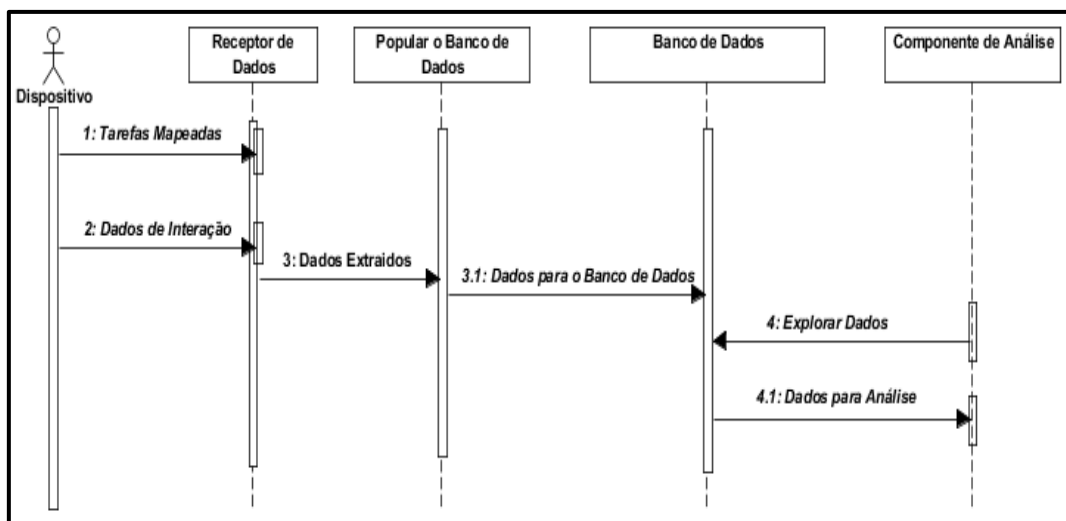 Dispositivo
Receptor de
Dados
Popular o Banco de
Dados
Banco de Dados
Componente de Análise
1: Tarefas Mapeadas
2: Dados de Interação
3: Dados Extraidos
3.1: Dados para o Banco de Dados
4: Explorar Dados
4.1: Dados para Análise